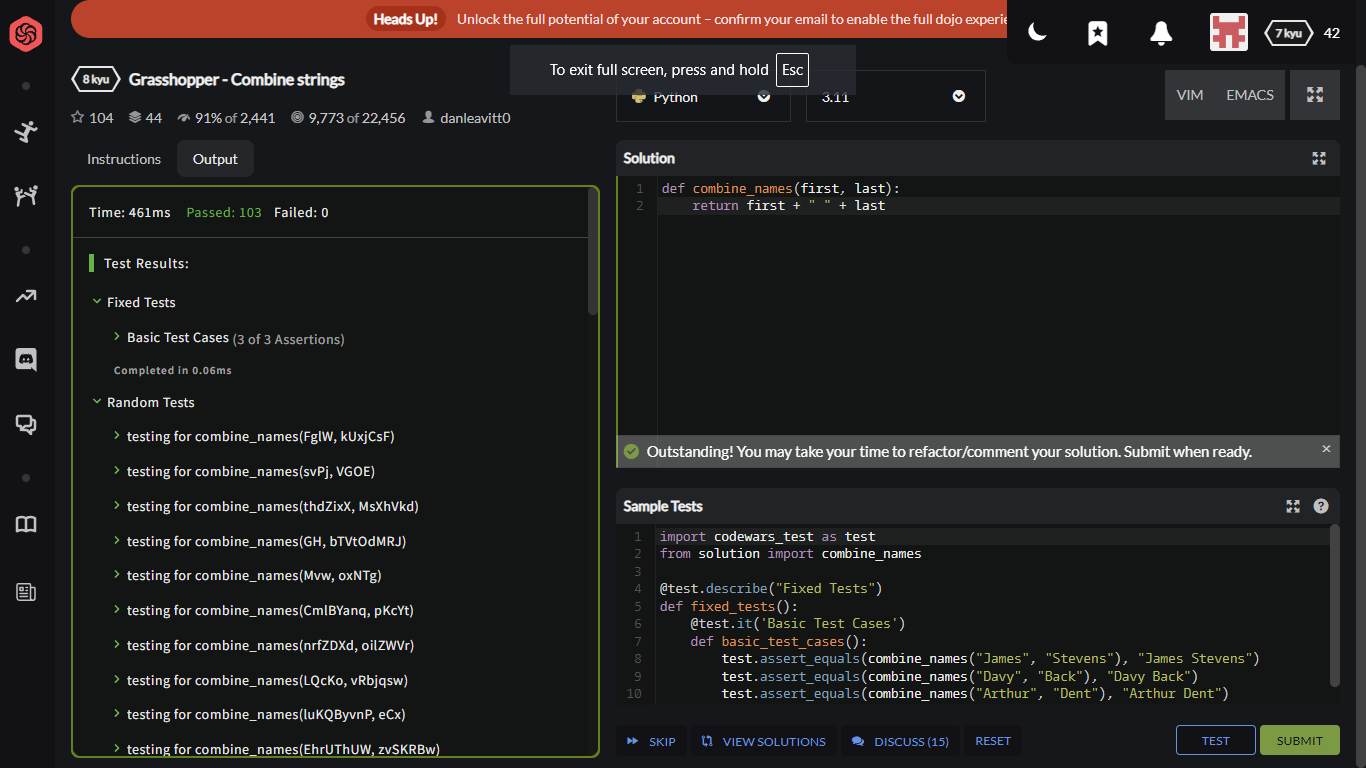 Heads Up! Unlock the full potential of your account – confirm your email to enable the full dojo experie
7 kyu 42
To exit full screen, press and hold Esc
8 kyu Grasshopper - Combine strings
104 44 91% of 2,441 9,773 of 22,456 danleavitt0
Python 3.11 VIM EMACS
Instructions Output
Time: 461ms Passed: 103 Failed: 0
Test Results:
Fixed Tests
Basic Test Cases (3 of 3 Assertions)
Completed in 0.06ms
Random Tests
testing for combine_names(FglW, kUxjCsF)
testing for combine_names(svPj, VGOE)
testing for combine_names(thdZixX, MsXhVkd)
testing for combine_names(GH, bTVtOdMRJ)
testing for combine_names(Mvw, oxNTg)
testing for combine_names(CmlBYanq, pKcYt)
testing for combine_names(nrfZDXd, oilZWVr)
testing for combine_names(LQcKo, vRbjqsw)
testing for combine_names(luKQByvnP, eCx)
testing for combine_names(EhrUThUW, zvSKRBw)
Solution
1 def combine_names(first, last):
2     return first + " " + last
Outstanding! You may take your time to refactor/comment your solution. Submit when ready.
Sample Tests
1 import codewars_test as test
2 from solution import combine_names
3
4 @test.describe("Fixed Tests")
5 def fixed_tests():
6     @test.it('Basic Test Cases')
7     def basic_test_cases():
8         test.assert_equals(combine_names("James", "Stevens"), "James Stevens")
9         test.assert_equals(combine_names("Davy", "Back"), "Davy Back")
10         test.assert_equals(combine_names("Arthur", "Dent"), "Arthur Dent")
SKIP VIEW SOLUTIONS DISCUSS (15) RESET TEST SUBMIT